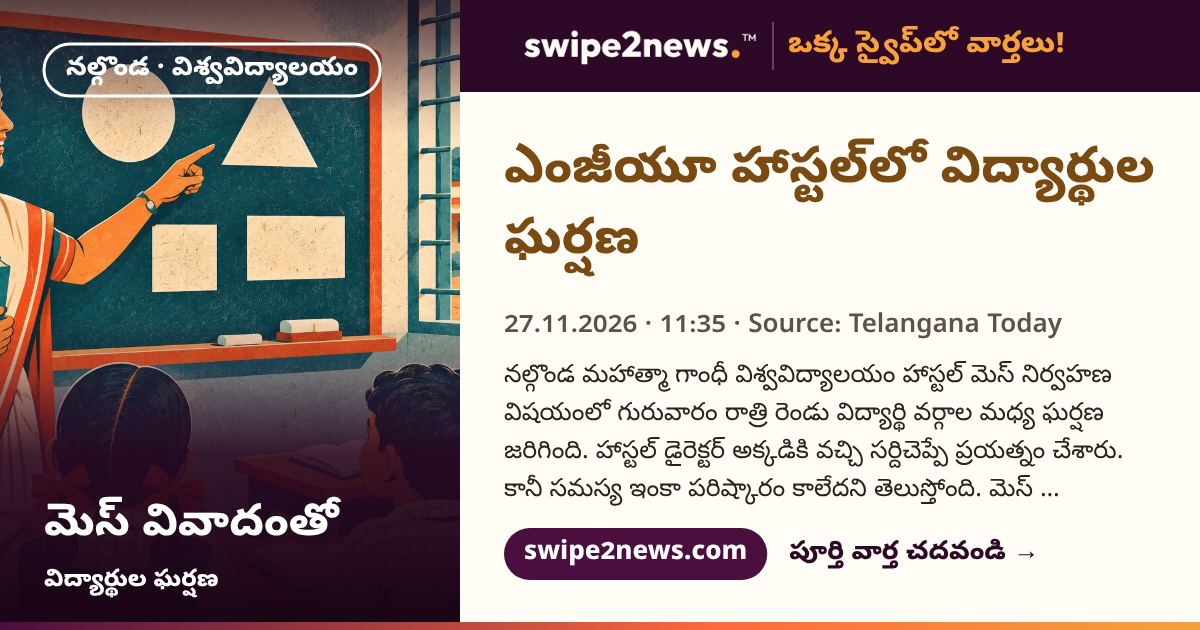 నల్గొండ · విశ్వవిద్యాలయం
మెస్ వివాదంతో
విద్యార్థుల ఘర్షణ
swipe2news.™
ఒక్క స్వైప్‌లో వార్తలు!
ఎంజీయూ హాస్టల్‌లో విద్యార్థుల
ఘర్షణ
27.11.2026 · 11:35 · Source: Telangana Today
నల్గొండ మహాత్మా గాంధీ విశ్వవిద్యాలయం హాస్టల్ మెస్ నిర్వహణ
విషయంలో గురువారం రాత్రి రెండు విద్యార్థి వర్గాల మధ్య ఘర్షణ
జరిగింది. హాస్టల్ డైరెక్టర్ అక్కడికి వచ్చి సర్దిచెప్పే ప్రయత్నం చేశారు.
కానీ సమస్య ఇంకా పరిష్కారం కాలేదని తెలుస్తోంది. మెస్ ...
swipe2news.com
పూర్తి వార్త చదవండి →